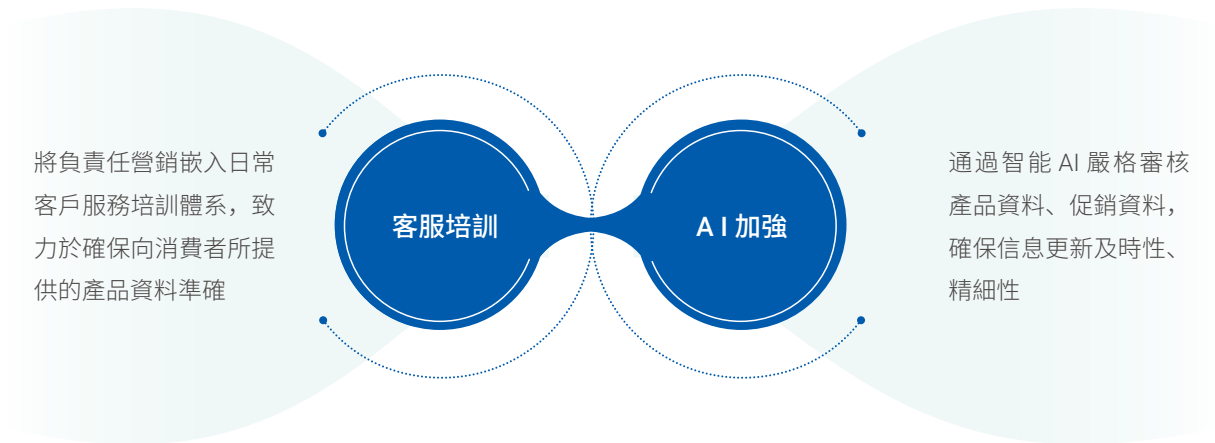 將負責任營銷嵌入日常
客戶服務培訓體系，致
力於確保向消費者所提
供的產品資料準確
客服培訓
AI 加強
通過智能 AI 嚴格審核
產品資料、促銷資料，
確保信息更新及時性、
精細性